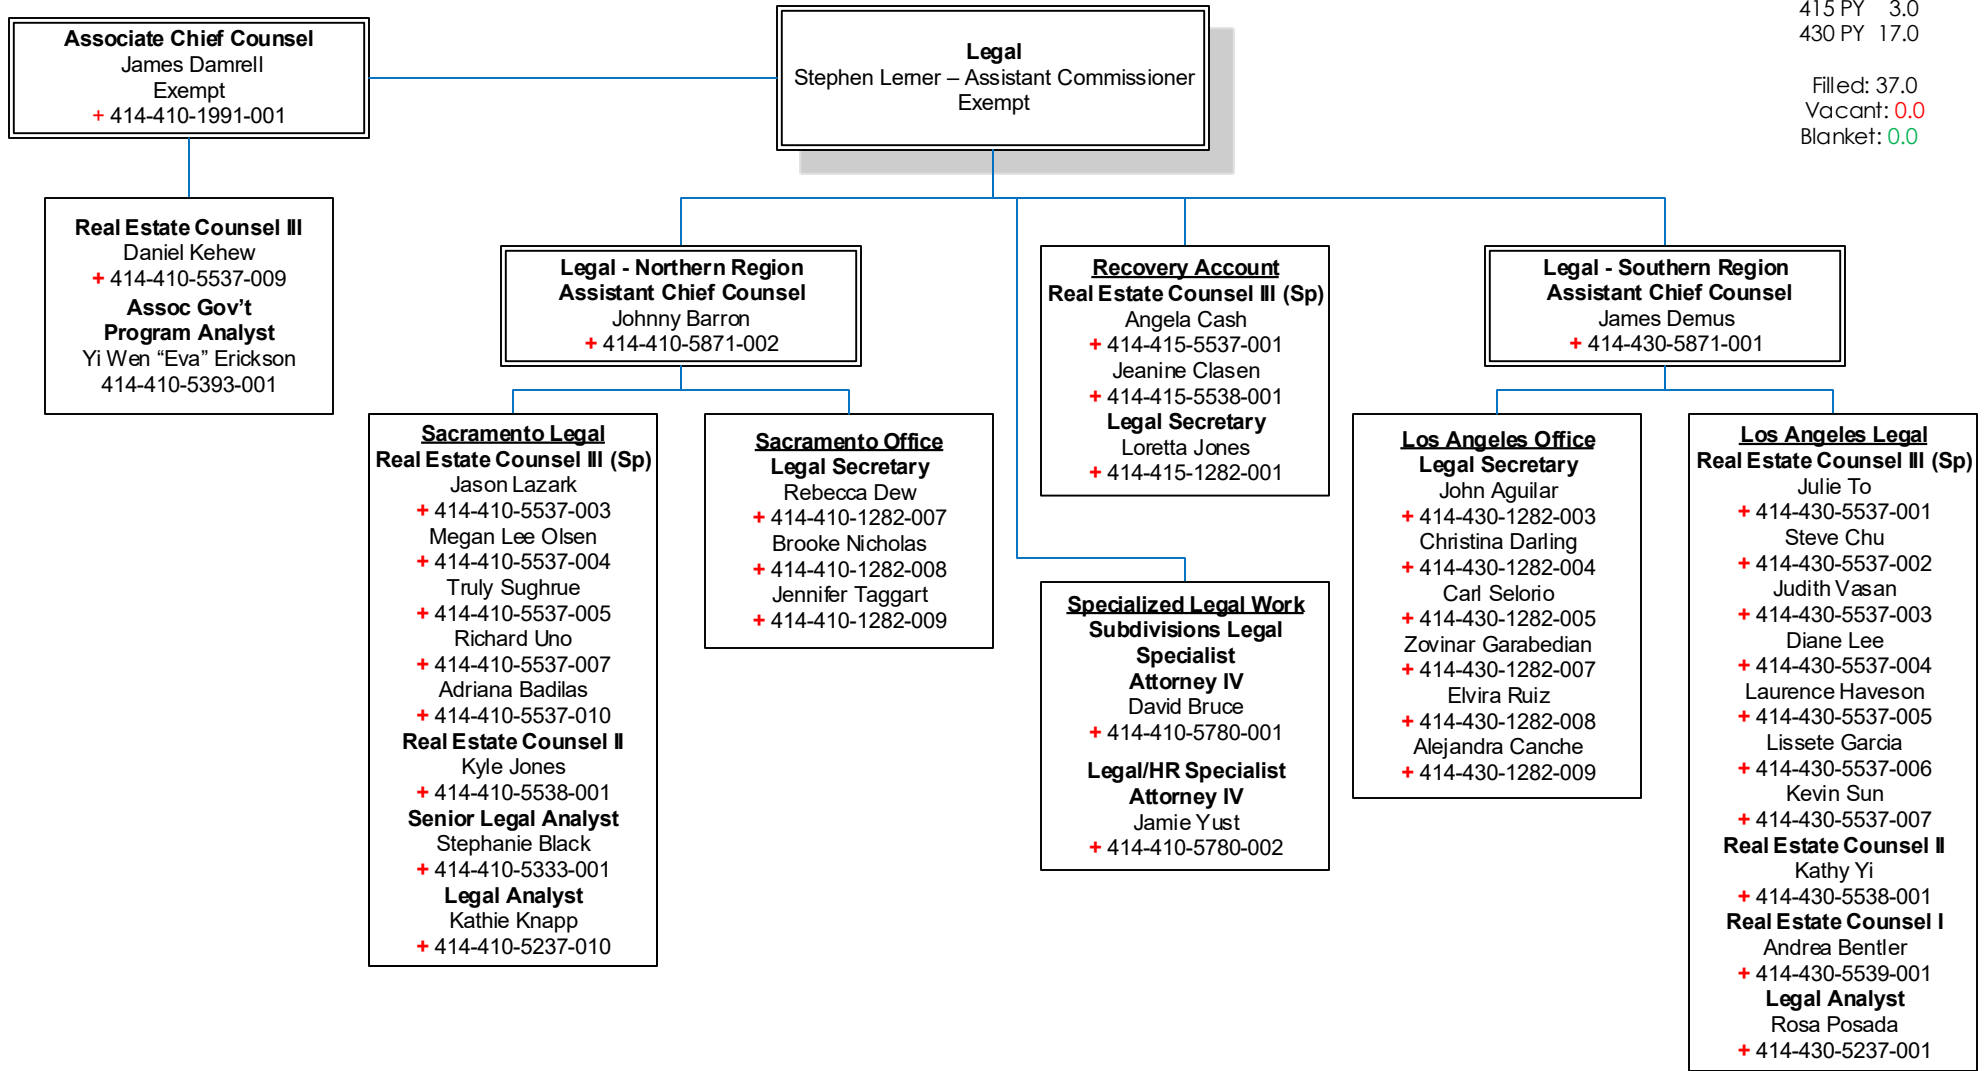 Associate Chief Counsel
James Damrell
Exempt
+ 414-410-1991-001
Legal
Stephen Lerner – Assistant Commissioner
Exempt
415 PY 3.0
430 PY 17.0
Filled: 37.0
Vacant: 0.0
Blanket: 0.0
Real Estate Counsel III
Daniel Kehew
+ 414-410-5537-009
Assoc Gov't
Program Analyst
Yi Wen “Eva” Erickson
414-410-5393-001
Legal - Northern Region
Assistant Chief Counsel
Johnny Barron
+ 414-410-5871-002
Sacramento Legal
Real Estate Counsel III (Sp)
Jason Lazark
+ 414-410-5537-003
Megan Lee Olsen
+ 414-410-5537-004
Truly Sughrue
+ 414-410-5537-005
Richard Uno
+ 414-410-5537-007
Adriana Badilas
+ 414-410-5537-010
Real Estate Counsel II
Kyle Jones
+ 414-410-5538-001
Senior Legal Analyst
Stephanie Black
+ 414-410-5333-001
Legal Analyst
Kathie Knapp
+ 414-410-5237-010
Sacramento Office
Legal Secretary
Rebecca Dew
+ 414-410-1282-007
Brooke Nicholas
+ 414-410-1282-008
Jennifer Taggart
+ 414-410-1282-009
Recovery Account
Real Estate Counsel III (Sp)
Angela Cash
+ 414-415-5537-001
Jeanine Clasen
+ 414-415-5538-001
Legal Secretary
Loretta Jones
+ 414-415-1282-001
Specialized Legal Work
Subdivisions Legal
Specialist
Attorney IV
David Bruce
+ 414-410-5780-001
Legal/HR Specialist
Attorney IV
Jamie Yust
+ 414-410-5780-002
Legal - Southern Region
Assistant Chief Counsel
James Demus
+ 414-430-5871-001
Los Angeles Office
Legal Secretary
John Aguilar
+ 414-430-1282-003
Christina Darling
+ 414-430-1282-004
Carl Selorio
+ 414-430-1282-005
Zovinar Garabedian
+ 414-430-1282-007
Elvira Ruiz
+ 414-430-1282-008
Alejandra Canche
+ 414-430-1282-009
Los Angeles Legal
Real Estate Counsel III (Sp)
Julie To
+ 414-430-5537-001
Steve Chu
+ 414-430-5537-002
Judith Vasan
+ 414-430-5537-003
Diane Lee
+ 414-430-5537-004
Laurence Haveson
+ 414-430-5537-005
Lissete Garcia
+ 414-430-5537-006
Kevin Sun
+ 414-430-5537-007
Real Estate Counsel II
Kathy Yi
+ 414-430-5538-001
Real Estate Counsel I
Andrea Bentler
+ 414-430-5539-001
Legal Analyst
Rosa Posada
+ 414-430-5237-001